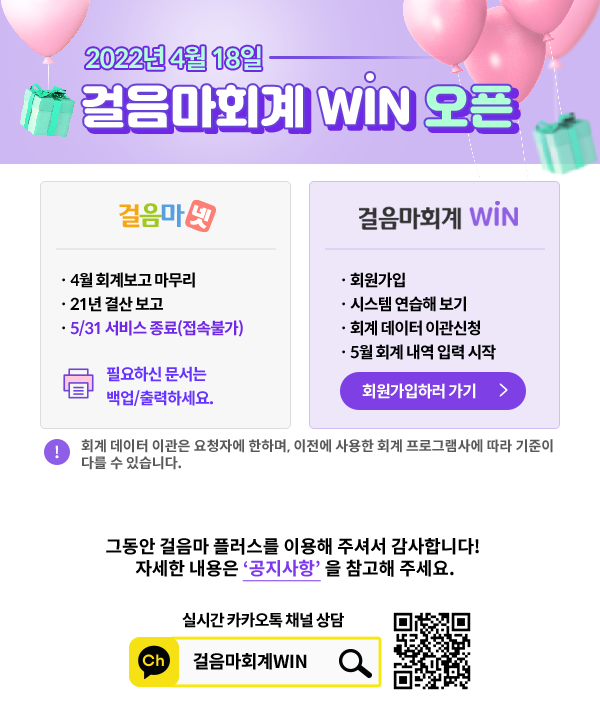 2022년 4월 18일
걸음마회계 WiN 오픈
걸음마넷
· 4월 회계보고 마무리
· 21년 결산 보고
· 5/31 서비스 종료(접속불가)
필요하신 문서는
백업/출력하세요.
걸음마회계 WiN
· 회원가입
· 시스템 연습해 보기
· 회계 데이터 이관신청
· 5월 회계 내역 입력 시작
회원가입하러 가기 >
! 회계 데이터 이관은 요청자에 한하며, 이전에 사용한 회계 프로그램사에 따라 기준이
다를 수 있습니다.
그동안 걸음마 플러스를 이용해 주셔서 감사합니다!
자세한 내용은 ‘공지사항’ 을 참고해 주세요.
실시간 카카오톡 채널 상담
Ch 걸음마회계WIN